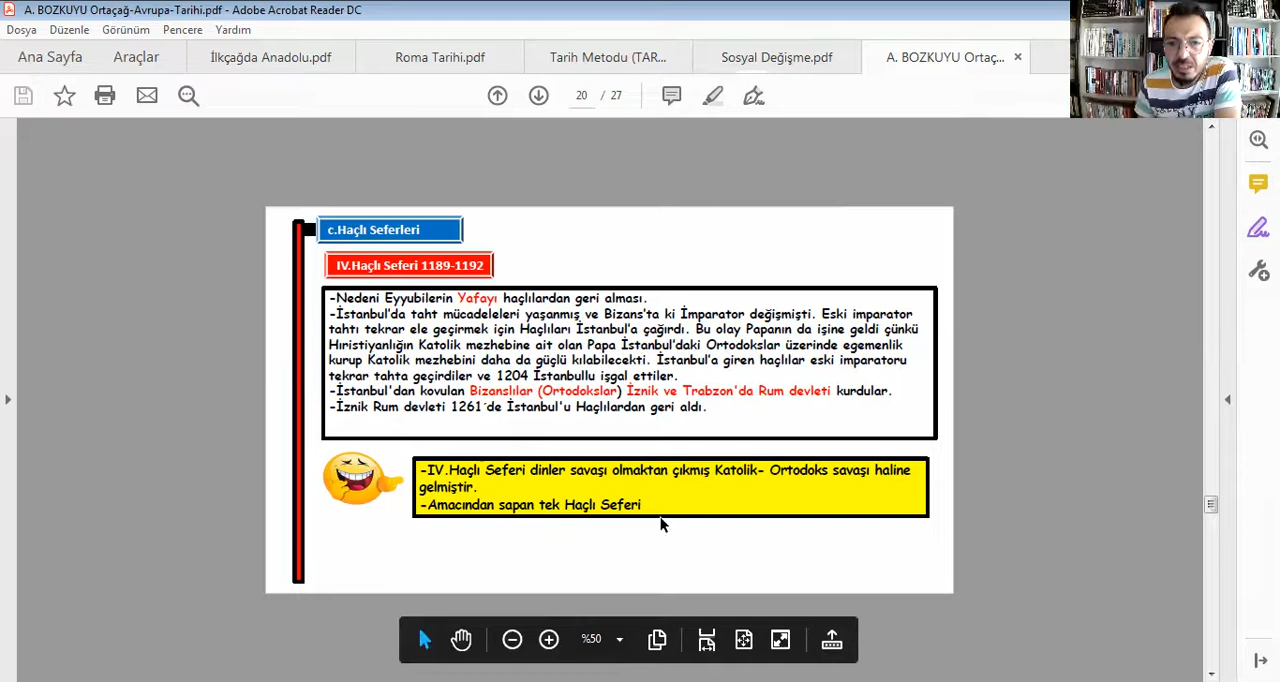 A. BOZKUYU Ortaçağ-Avrupa-Tarihi.pdf - Adobe Acrobat Reader DC
Dosya Düzenle Görünüm Pencere Yardım
Ana Sayfa Araçlar İlkçağda Anadolu.pdf Roma Tarihi.pdf Tarih Metodu (TAR... Sosyal Değişme.pdf A. BOZKUYU Ortaç... ×
20 / 27
c.Haçlı Seferleri
IV.Haçlı Seferi 1189-1192
-Nedeni Eyyubilerin Yafayı haçlılardan geri alması.
-İstanbul'da taht mücadeleleri yaşanmış ve Bizans'ta ki İmparator değişmişti. Eski imparator
tahtı tekrar ele geçirmek için Haçlıları İstanbul'a çağırdı. Bu olay Papanın da işine geldi çünkü
Hıristiyanlığın Katolik mezhebine ait olan Papa İstanbul'daki Ortodokslar üzerinde egemenlik
kurup Katolik mezhebini daha da güçlü kılabilecekti. İstanbul'a giren haçlılar eski imparatoru
tekrar tahta geçirdiler ve 1204 İstanbullu işgal ettiler.
-İstanbul'dan kovulan Bizanslılar (Ortodokslar) İznik ve Trabzon'da Rum devleti kurdular.
-İznik Rum devleti 1261´de İstanbul'u Haçlılardan geri aldı.
-IV.Haçlı Seferi dinler savaşı olmaktan çıkmış Katolik- Ortodoks savaşı haline
gelmiştir.
-Amacından sapan tek Haçlı Seferi
%50